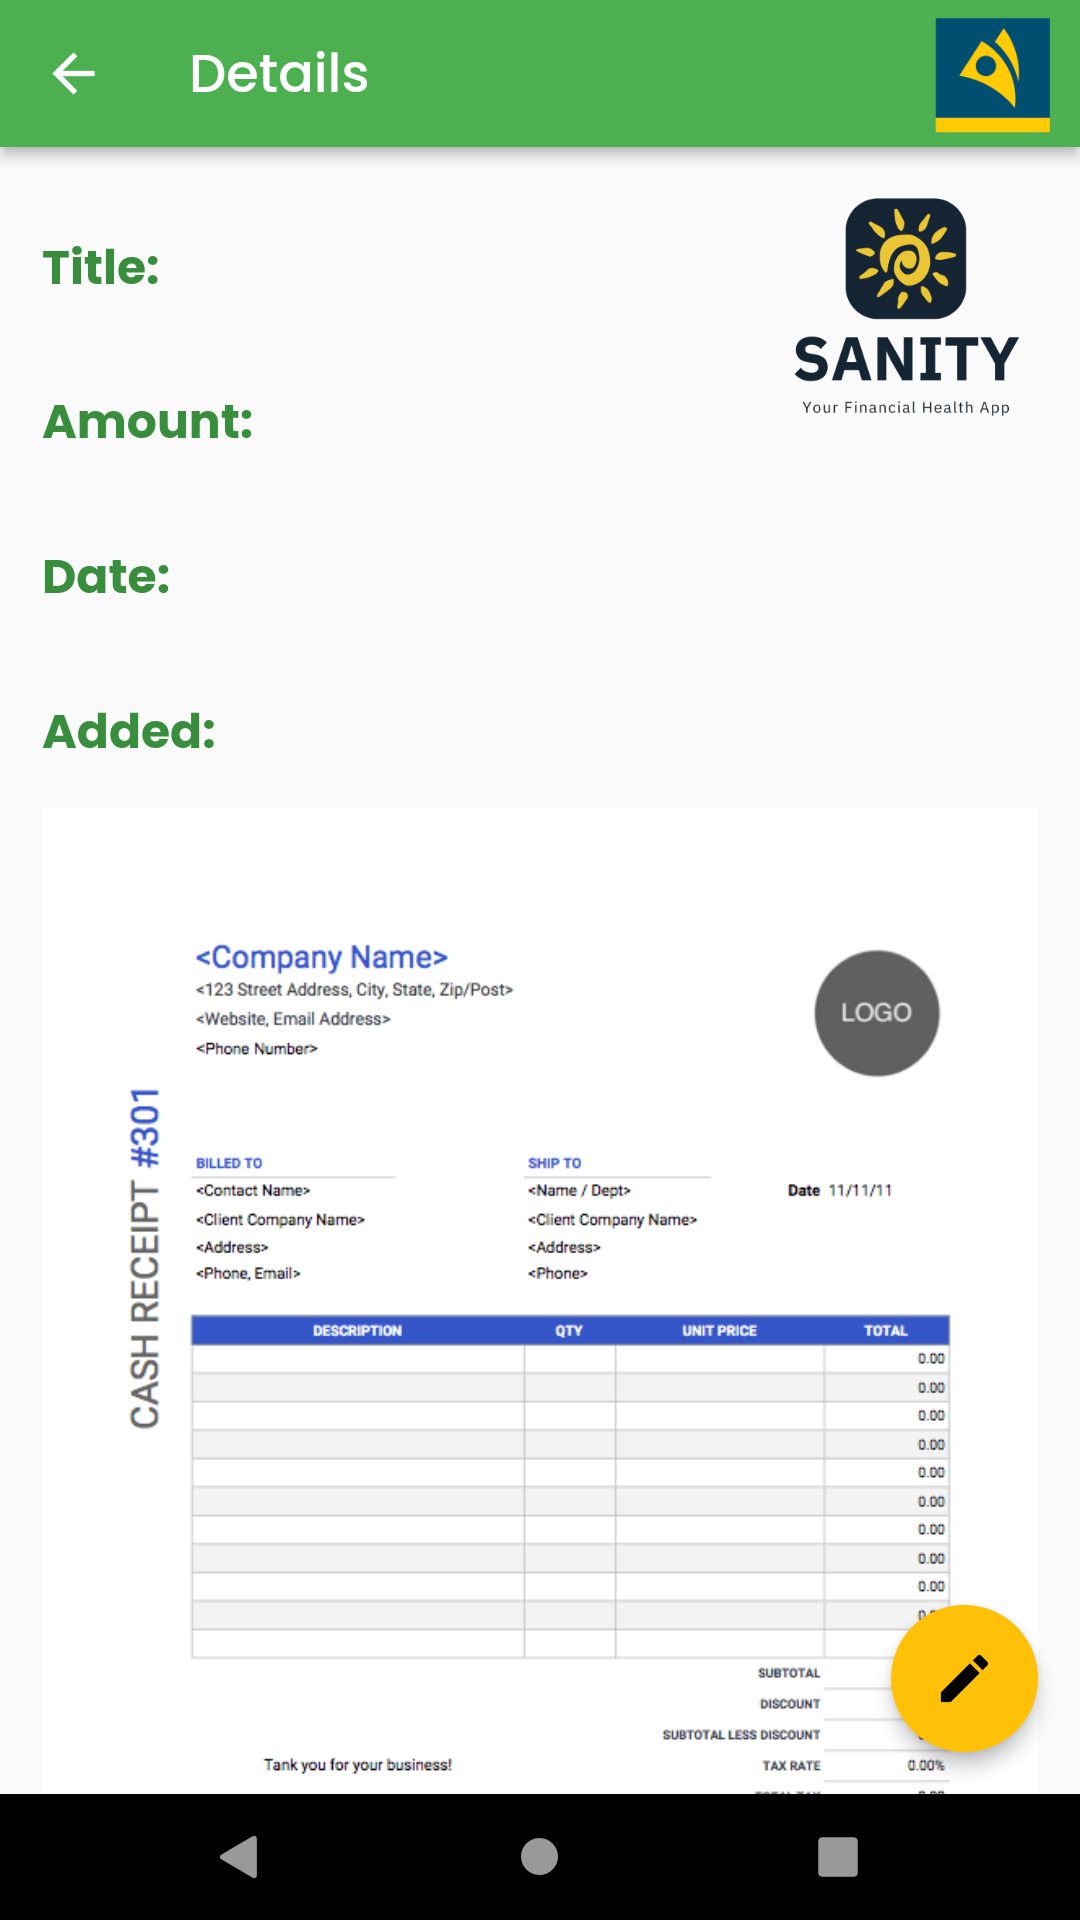 Details
SANITY
Your Financial Health App
Title:
Amount:
Date:
Added:
<Company Name>
<123 Street Address, City, State, Zip/Post>
<Website, Email Address>
<Phone Number>
LOGO
CASH RECEIPT #301
BILLED TO SHIP TO
<Contact Name> <Name / Dept> Date 11/11/11
<Client Company Name> <Client Company Name>
<Address> <Address>
<Phone, Email> <Phone>
DESCRIPTION QTY UNIT PRICE TOTAL
0.00
0.00
0.00
0.00
0.00
0.00
0.00
0.00
0.00
SUBTOTAL
DISCOUNT
SUBTOTAL LESS DISCOUNT
Tank you for your business! TAX RATE 0.00%